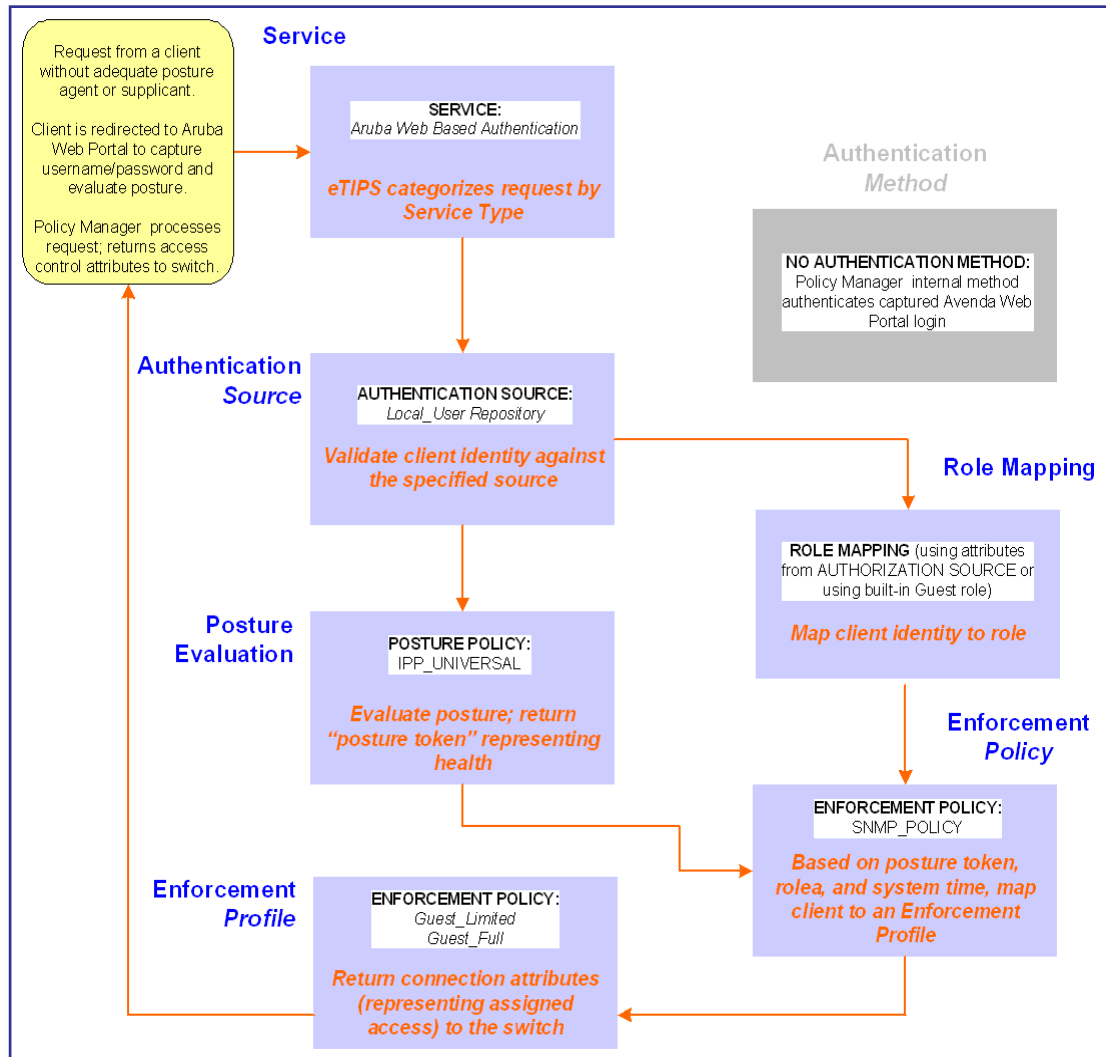 Service
Request from a client
without adequate posture
agent or supplicant.
Client is redirected to Aruba
Web Portal to capture
username/password and
evaluate posture.
Policy Manager processes
request; returns access
control attributes to switch.
SERVICE:
Aruba Web Based Authentication
eTIPS categorizes request by
Service Type
Authentication
Method
NO AUTHENTICATION METHOD:
Policy Manager internal method
authenticates captured Avenda Web
Portal login
Authentication
Source
AUTHENTICATION SOURCE:
Local_User Repository
Validate client identity against
the specified source
Role Mapping
ROLE MAPPING (using attributes
from AUTHORIZATION SOURCE or
using built-in Guest role)
Map client identity to role
Posture
Evaluation
POSTURE POLICY:
IPP_UNIVERSAL
Evaluate posture; return
“posture token” representing
health
Enforcement
Policy
ENFORCEMENT POLICY:
SNMP_POLICY
Based on posture token,
rolea, and system time, map
client to an Enforcement
Profile
Enforcement
Profile
ENFORCEMENT POLICY:
Guest_Limited
Guest_Full
Return connection attributes
(representing assigned
access) to the switch